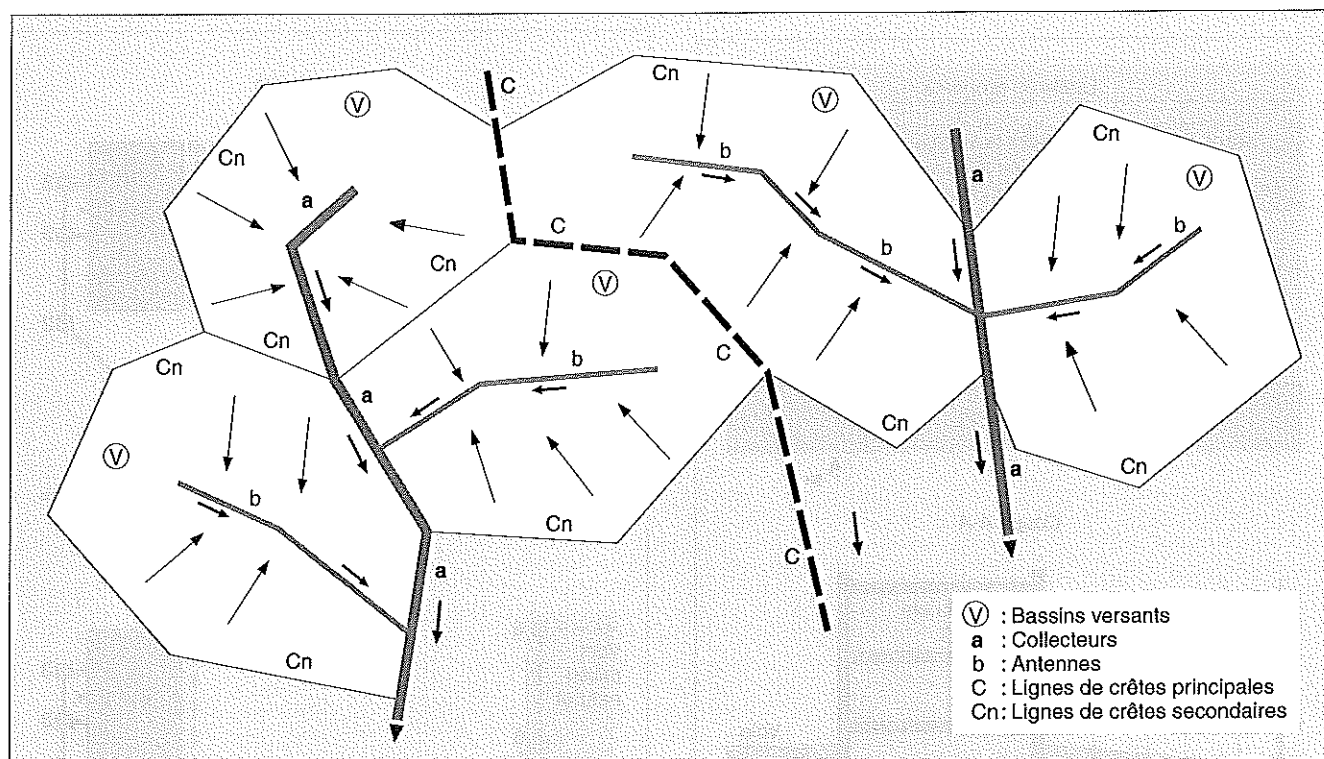 C
Cn
V
V
Cn
Cn
a
b
Cn
V
a
C
b
b
Cn
V
Cn
Cn
b
C
a
V
b
Cn
Cn
a
Cn
a
C
Cn
V : Bassins versants
a : Collecteurs
b : Antennes
C : Lignes de crêtes principales
Cn : Lignes de crêtes secondaires